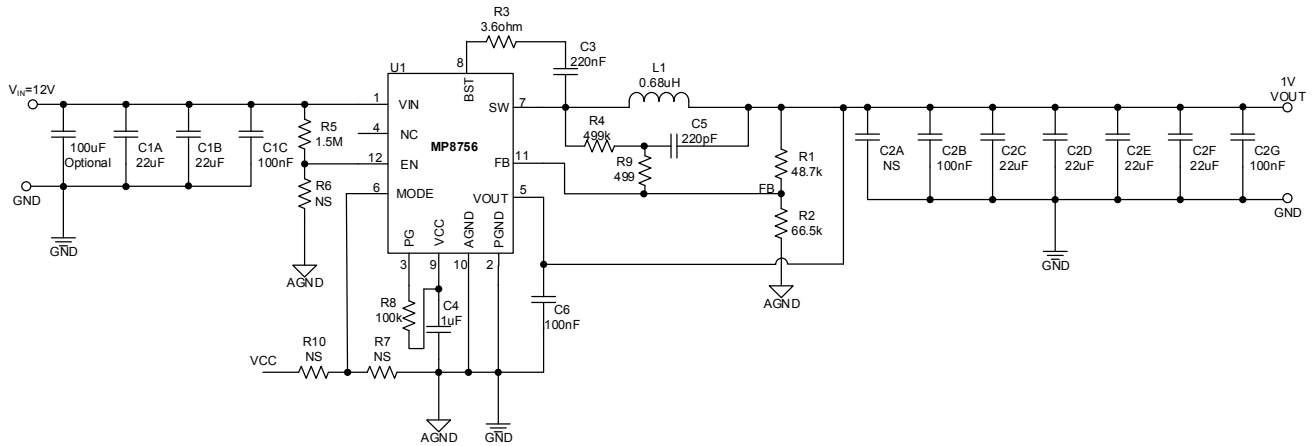 R3
3.6ohm
C3
220nF
8
U1
BST
L1
0.68uH
VIN=12V
1
VIN
SW
7
1V
VOUT
100uF
Optional
C1A
22uF
C1B
22uF
C1C
100nF
R5
1.5M
4
NC
MP8756
R4
499k
C5
220pF
12
EN
FB
11
R9
499
R1
48.7k
C2A
NS
C2B
100nF
C2C
22uF
C2D
22uF
C2E
22uF
C2F
22uF
C2G
100nF
6
MODE
VOUT
5
FB
R6
NS
R2
66.5k
GND
GND
PG
VCC
AGND
PGND
3
9
10
2
GND
GND
AGND
AGND
R8
100k
C4
1uF
C6
100nF
VCC
R10
NS
R7
NS
AGND
GND